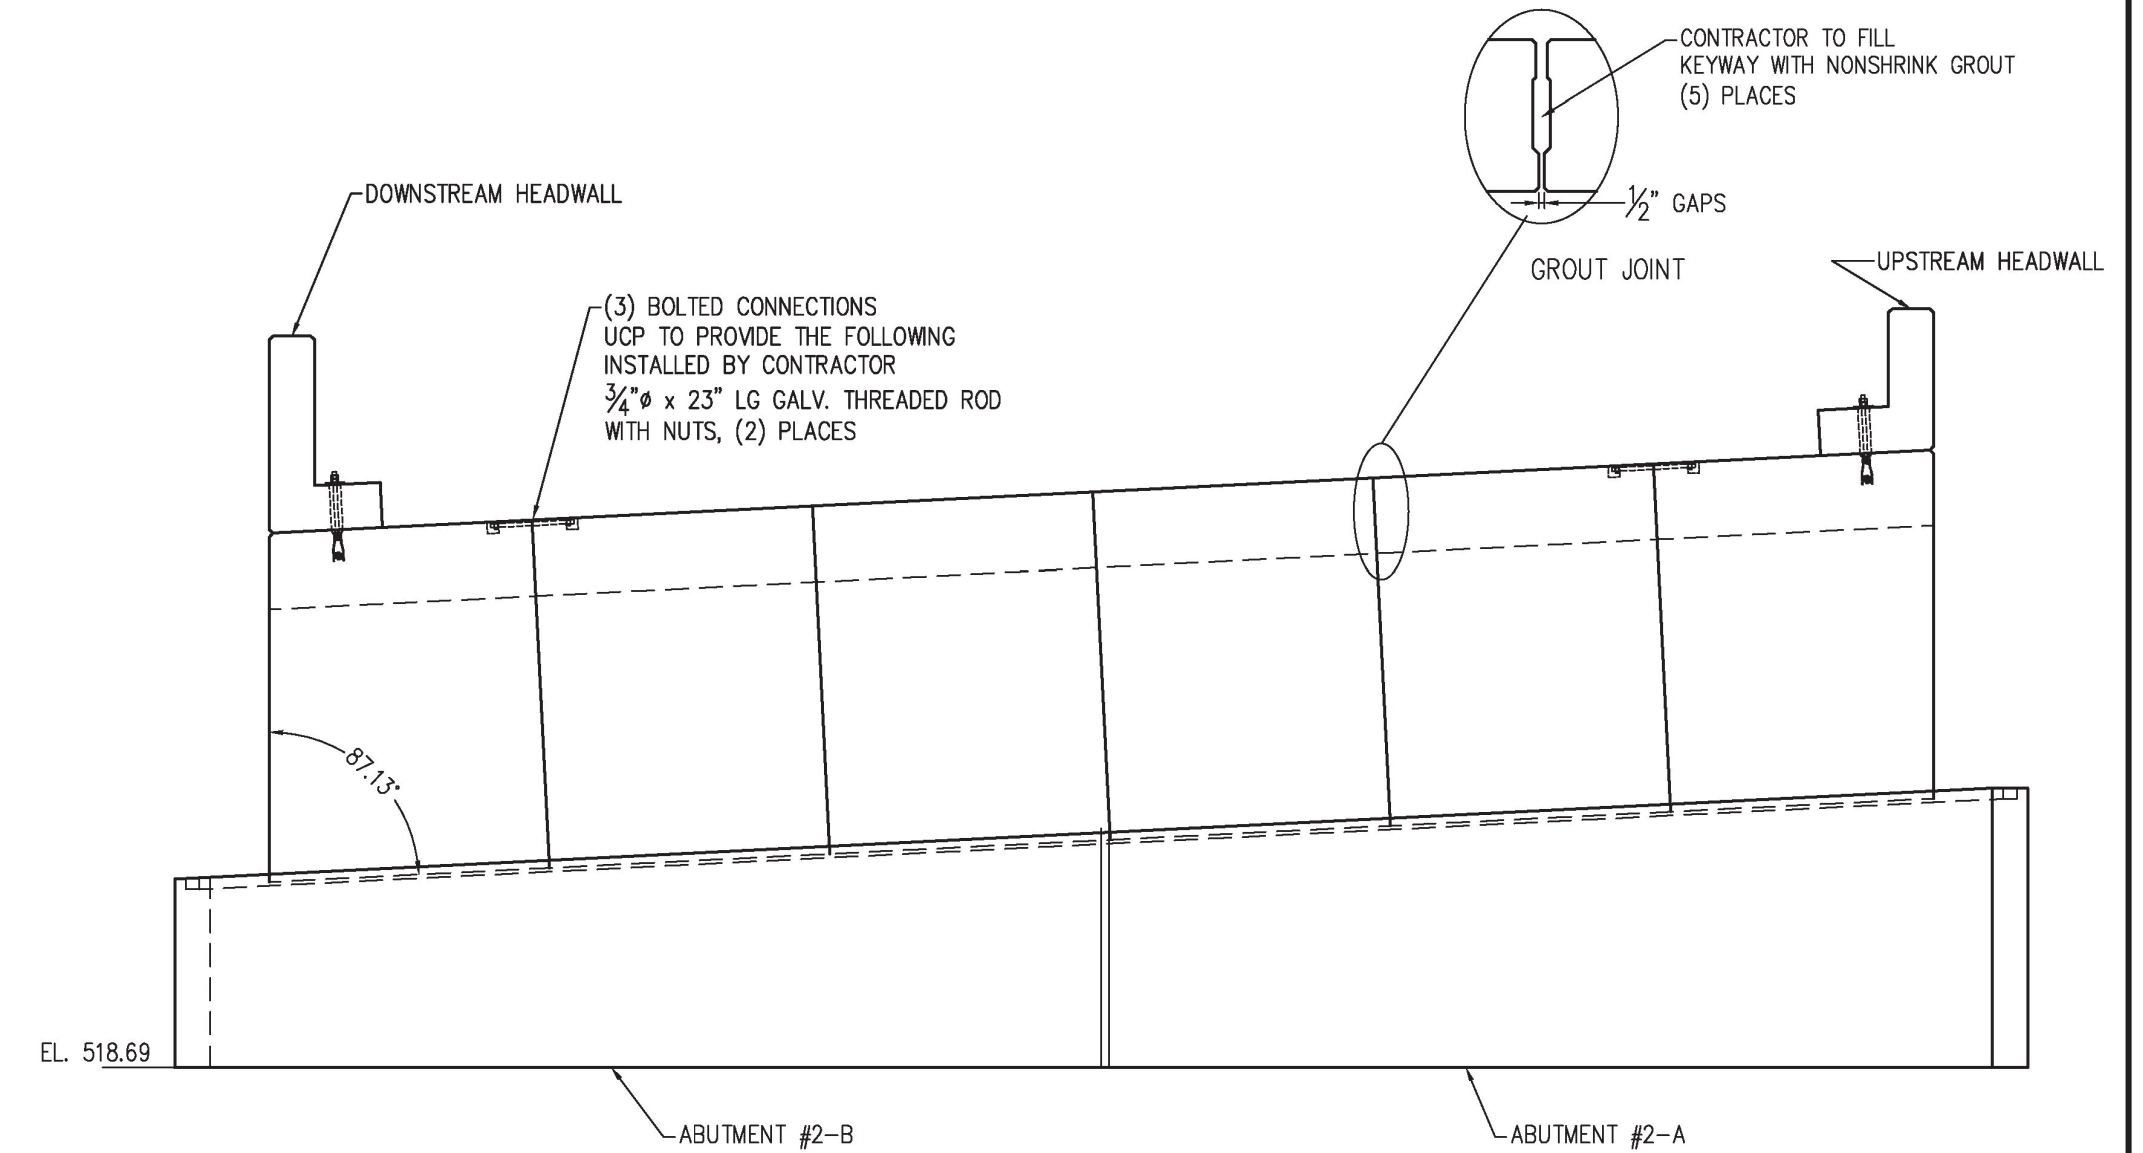 CONTRACTOR TO FILL
KEYWAY WITH NONSHRINK GROUT
(5) PLACES
DOWNSTREAM HEADWALL
1/2" GAPS
GROUT JOINT
UPSTREAM HEADWALL
(3) BOLTED CONNECTIONS
UCP TO PROVIDE THE FOLLOWING
INSTALLED BY CONTRACTOR
3/4"ø x 23" LG GALV. THREADED ROD
WITH NUTS, (2) PLACES
87.13°
EL. 518.69
ABUTMENT #2-B
ABUTMENT #2-A